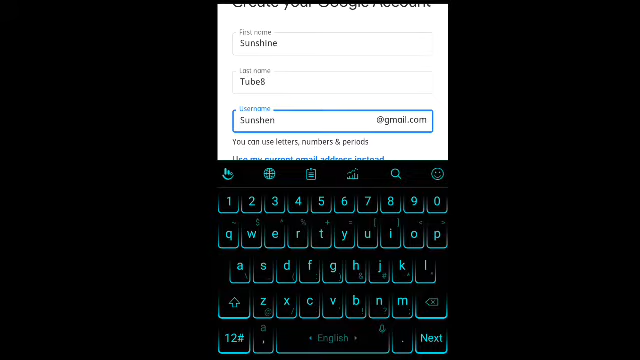 Create your Google Account
First name
Sunshine
Last name
Tube8
Username
Sunshen @gmail.com
You can use letters, numbers & periods
Use my current email address instead
1 2 3 4 5 6 7 8 9 0
q w e r t y u i o p
a s d f g h j k l
z x c v b n m
12# , English . Next